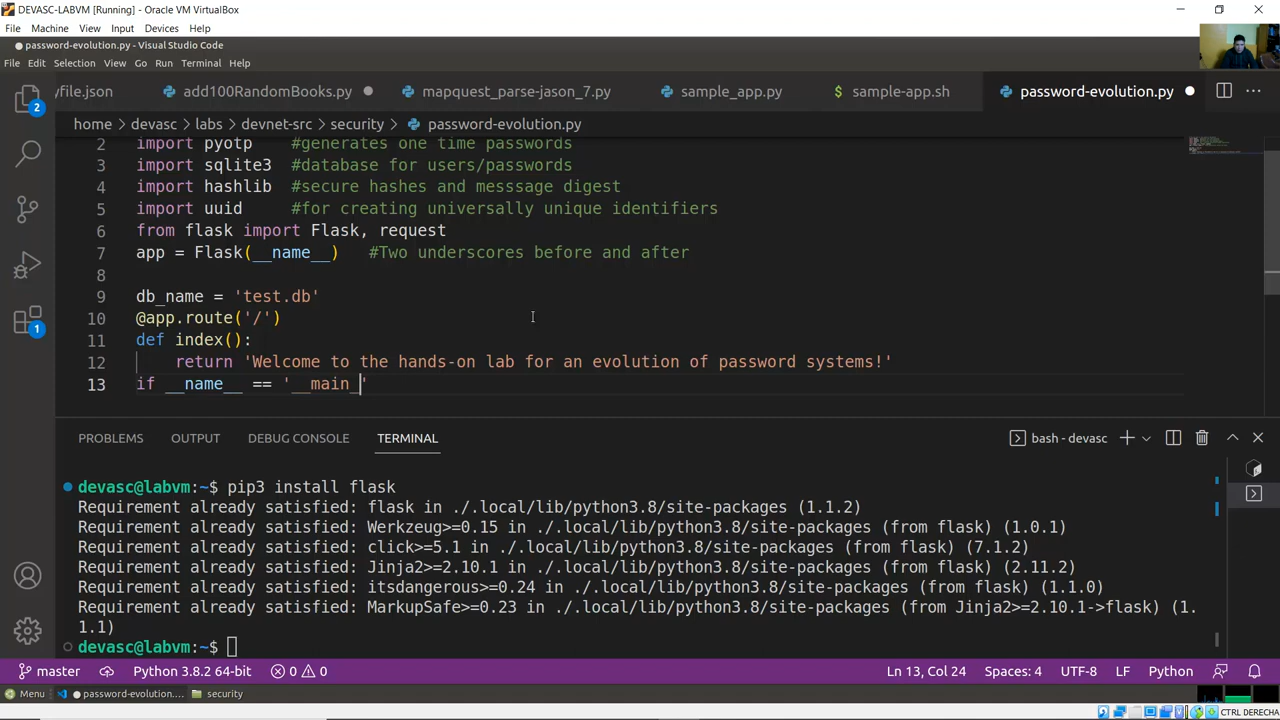 DEVASC-LABVM [Running] - Oracle VM VirtualBox
File Machine View Input Devices Help
password-evolution.py - Visual Studio Code
File Edit Selection View Go Run Terminal Help
yfile.json add100RandomBooks.py mapquest_parse-jason_7.py sample_app.py $ sample-app.sh password-evolution.py
home > devasc > labs > devnet-src > security > password-evolution.py
2 import pyotp #generates one time passwords
3 import sqlite3 #database for users/passwords
4 import hashlib #secure hashes and messsage digest
5 import uuid #for creating universally unique identifiers
6 from flask import Flask, request
7 app = Flask(__name__) #Two underscores before and after
8
9 db_name = 'test.db'
10 @app.route('/')
11 def index():
12 return 'Welcome to the hands-on lab for an evolution of password systems!'
13 if __name__ == '__main_'
PROBLEMS OUTPUT DEBUG CONSOLE TERMINAL
bash - devasc
devasc@labvm:~$ pip3 install flask
Requirement already satisfied: flask in ./.local/lib/python3.8/site-packages (1.1.2)
Requirement already satisfied: Werkzeug>=0.15 in ./.local/lib/python3.8/site-packages (from flask) (1.0.1)
Requirement already satisfied: click>=5.1 in ./.local/lib/python3.8/site-packages (from flask) (7.1.2)
Requirement already satisfied: Jinja2>=2.10.1 in ./.local/lib/python3.8/site-packages (from flask) (2.11.2)
Requirement already satisfied: itsdangerous>=0.24 in ./.local/lib/python3.8/site-packages (from flask) (1.1.0)
Requirement already satisfied: MarkupSafe>=0.23 in ./.local/lib/python3.8/site-packages (from Jinja2>=2.10.1->flask) (1.
1.1)
devasc@labvm:~$
2
1
master Python 3.8.2 64-bit 0 0 Ln 13, Col 24 Spaces: 4 UTF-8 LF Python
Menu password-evolution.... security
CTRL DERECHA